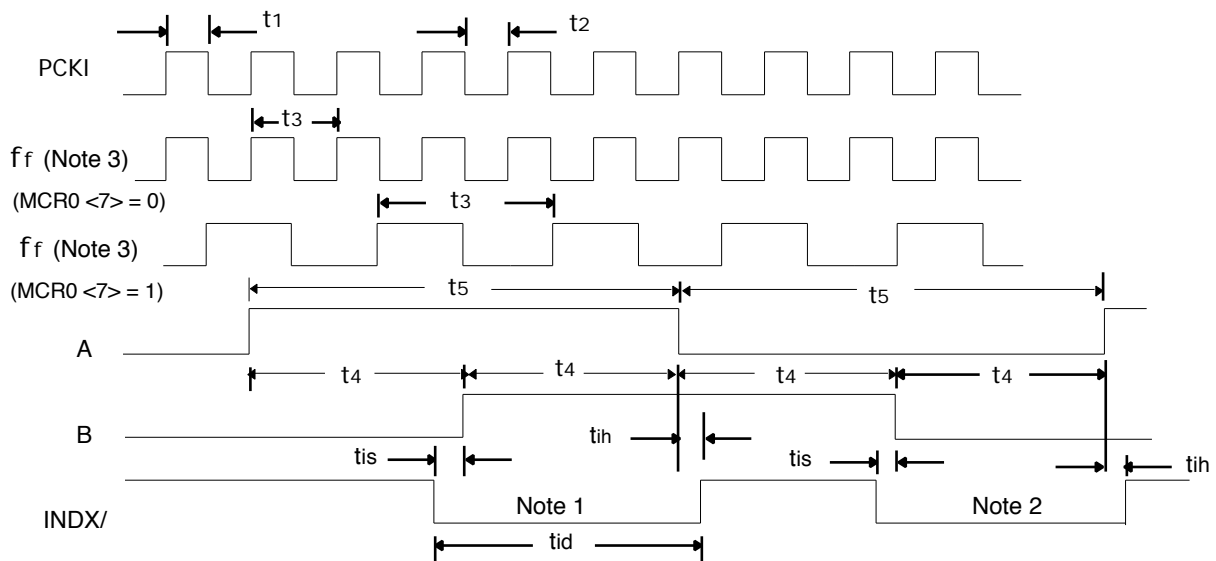 t1 t2
PCKI
t3
ff (Note 3)
(MCR0 <7> = 0)
t3
ff (Note 3)
(MCR0 <7> = 1)
t5 t5
A
t4 t4 t4 t4
B
tis tih tis tih
INDX/
Note 1 Note 2
tid